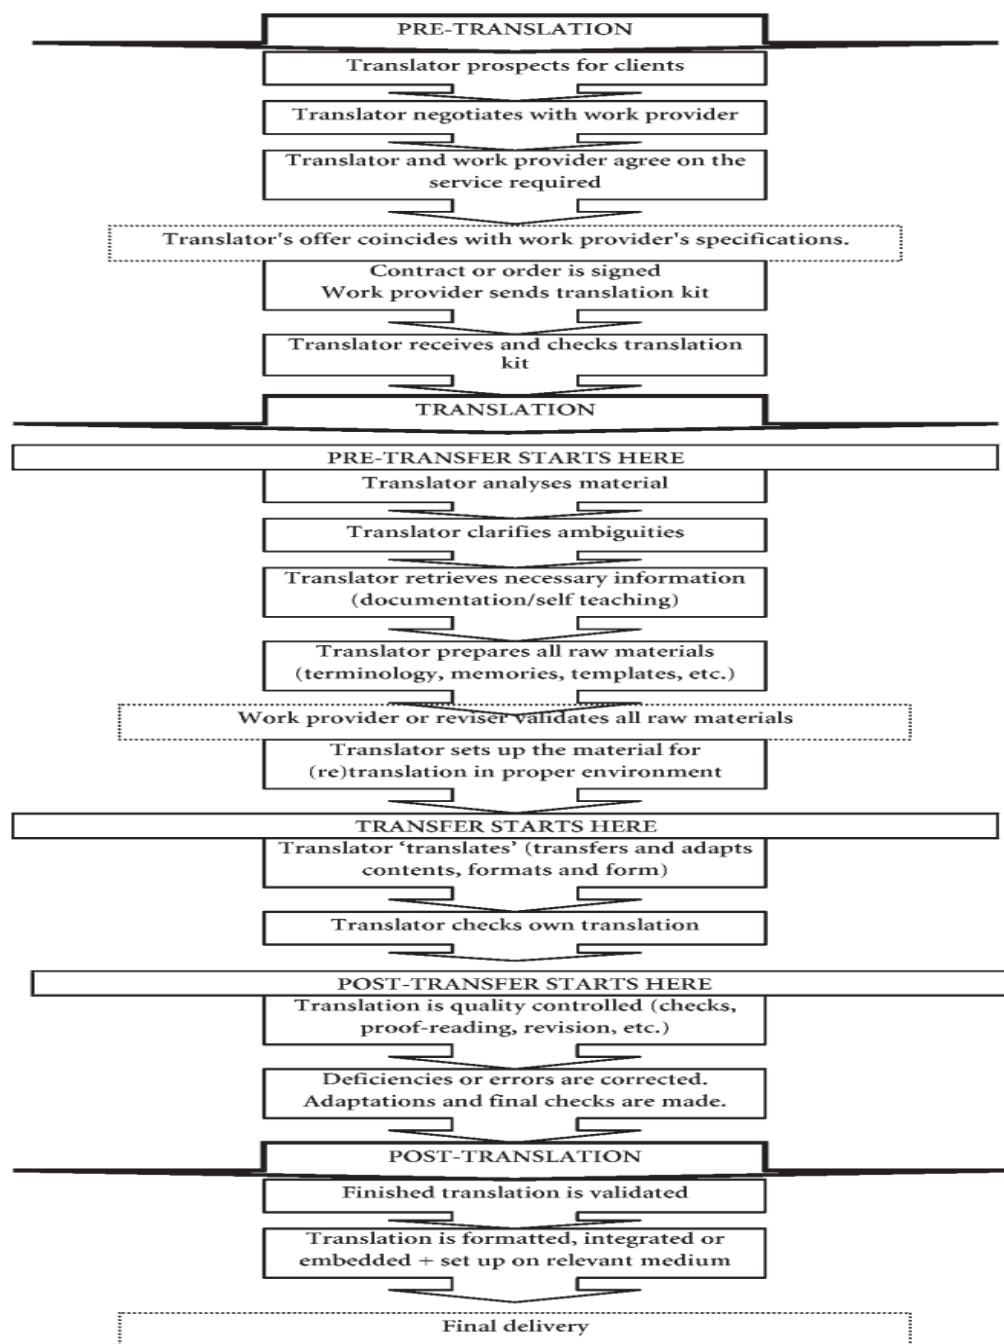 PRE-TRANSLATION
Translator prospects for clients
Translator negotiates with work provider
Translator and work provider agree on the
service required
Translator's offer coincides with work provider's specifications.
Contract or order is signed
Work provider sends translation kit
Translator receives and checks translation
kit
TRANSLATION
PRE-TRANSFER STARTS HERE
Translator analyses material
Translator clarifies ambiguities
Translator retrieves necessary information
(documentation/self teaching)
Translator prepares all raw materials
(terminology, memories, templates, etc.)
Work provider or reviser validates all raw materials
Translator sets up the material for
(re)translation in proper environment
TRANSFER STARTS HERE
Translator ‘translates’ (transfers and adapts
contents, formats and form)
Translator checks own translation
POST-TRANSFER STARTS HERE
Translation is quality controlled (checks,
proof-reading, revision, etc.)
Deficiencies or errors are corrected.
Adaptations and final checks are made.
POST-TRANSLATION
Finished translation is validated
Translation is formatted, integrated or
embedded + set up on relevant medium
Final delivery